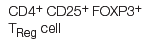 CD4⁺ CD25⁺ FOXP3⁺
T_Reg cell